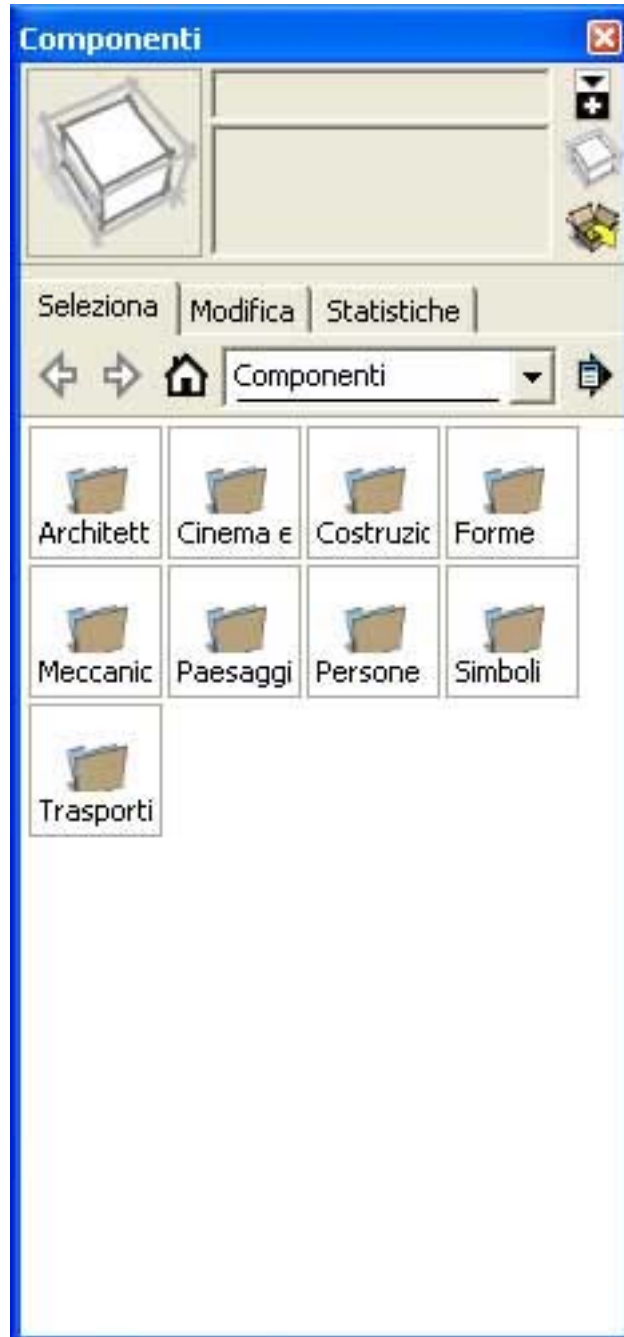 Componenti
Seleziona Modifica Statistiche
Componenti
Architett Cinema e Costruzic Forme
Meccanic Paesaggi Persone Simboli
Trasporti